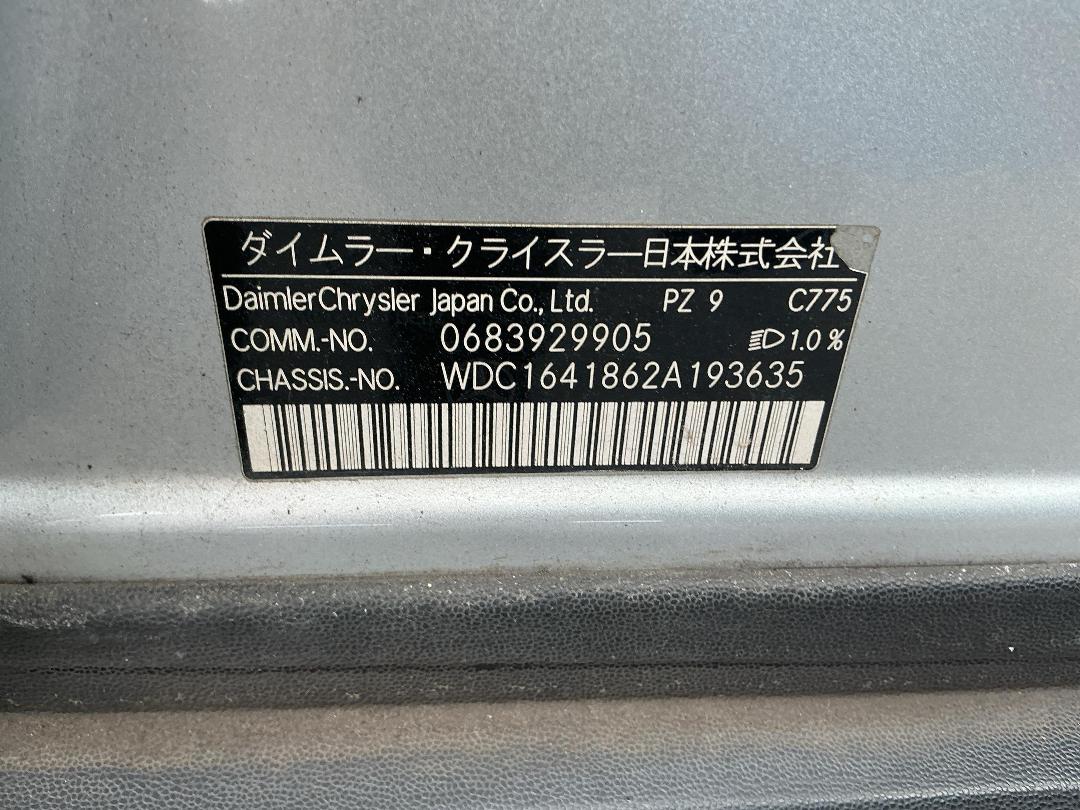 ダイムラー・クライスラー日本株式会社
DaimlerChrysler Japan Co., Ltd. PZ 9 C775
COMM.-NO. 0683929905 1.0 %
CHASSIS.-NO. WDC1641862A193635